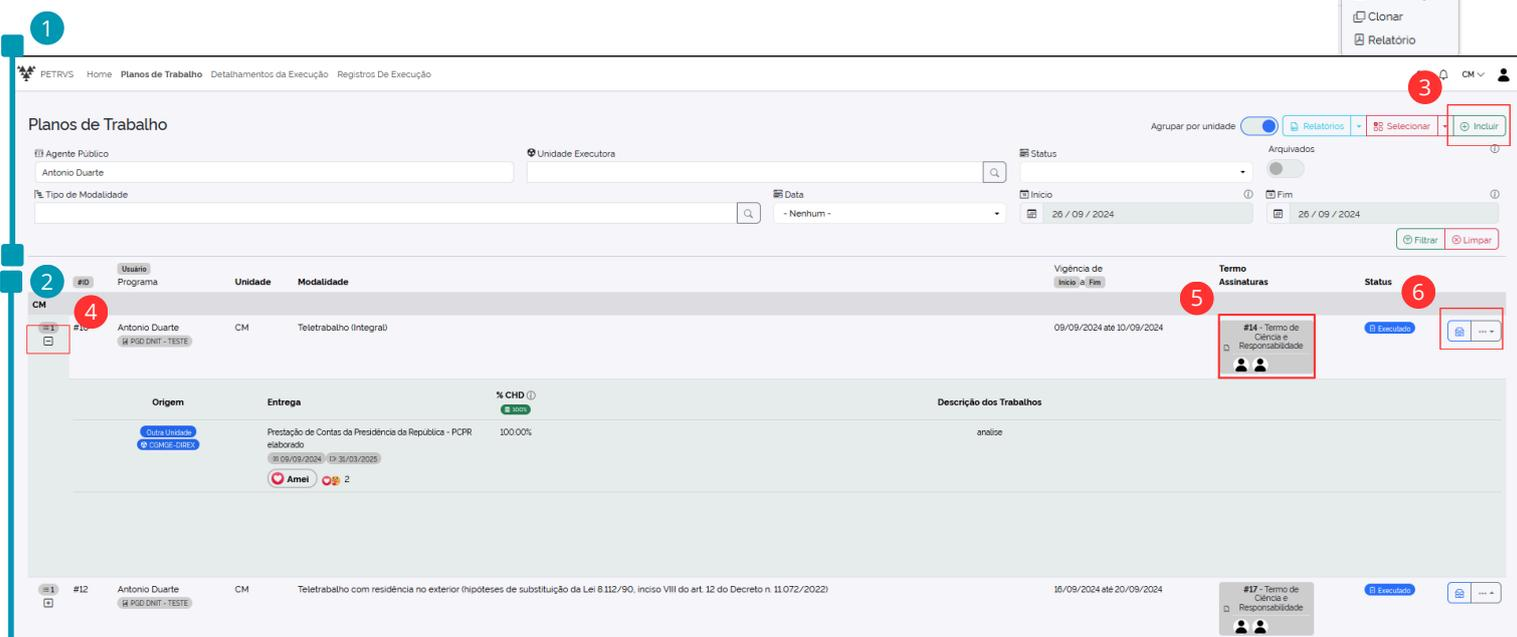 1
Clonar
Relatório
PETRVS Home Planos de Trabalho Detalhamentos da Execução Registros De Execução CM
3
Planos de Trabalho
Agrupar por unidade Relatórios Selecionar Incluir
Agente Público Unidade Executora Status Arquivados
Antonio Duarte
Tipo de Modalidade Data Início Fim
- Nenhum - 26 / 09 / 2024 26 / 09 / 2024
Filtrar Limpar
2
#ID Usuário Programa Unidade Modalidade Vigência de Início a Fim Termo Assinaturas Status
CM
4
5
6
1 Antonio Duarte CM Teletrabalho (Integral) 09/09/2024 até 10/09/2024 #14 - Termo de Executado
Ciência e
PGD DNIT - TESTE Responsabilidade
Origem Entrega % CHD Descrição dos Trabalhos
100%
Outra Unidade Prestação de Contas da Presidência da República - PCPR 100.00% analise
CGMGE-DIREX elaborado
09/09/2024 31/03/2025
Amei 2
1 #12 Antonio Duarte CM Teletrabalho com residência no exterior (hipóteses de substituição da Lei 8.112/90, inciso VIII do art. 12 do Decreto n. 11.072/2022) 16/09/2024 até 20/09/2024 #17 - Termo de Executado
Ciência e
PGD DNIT - TESTE Responsabilidade